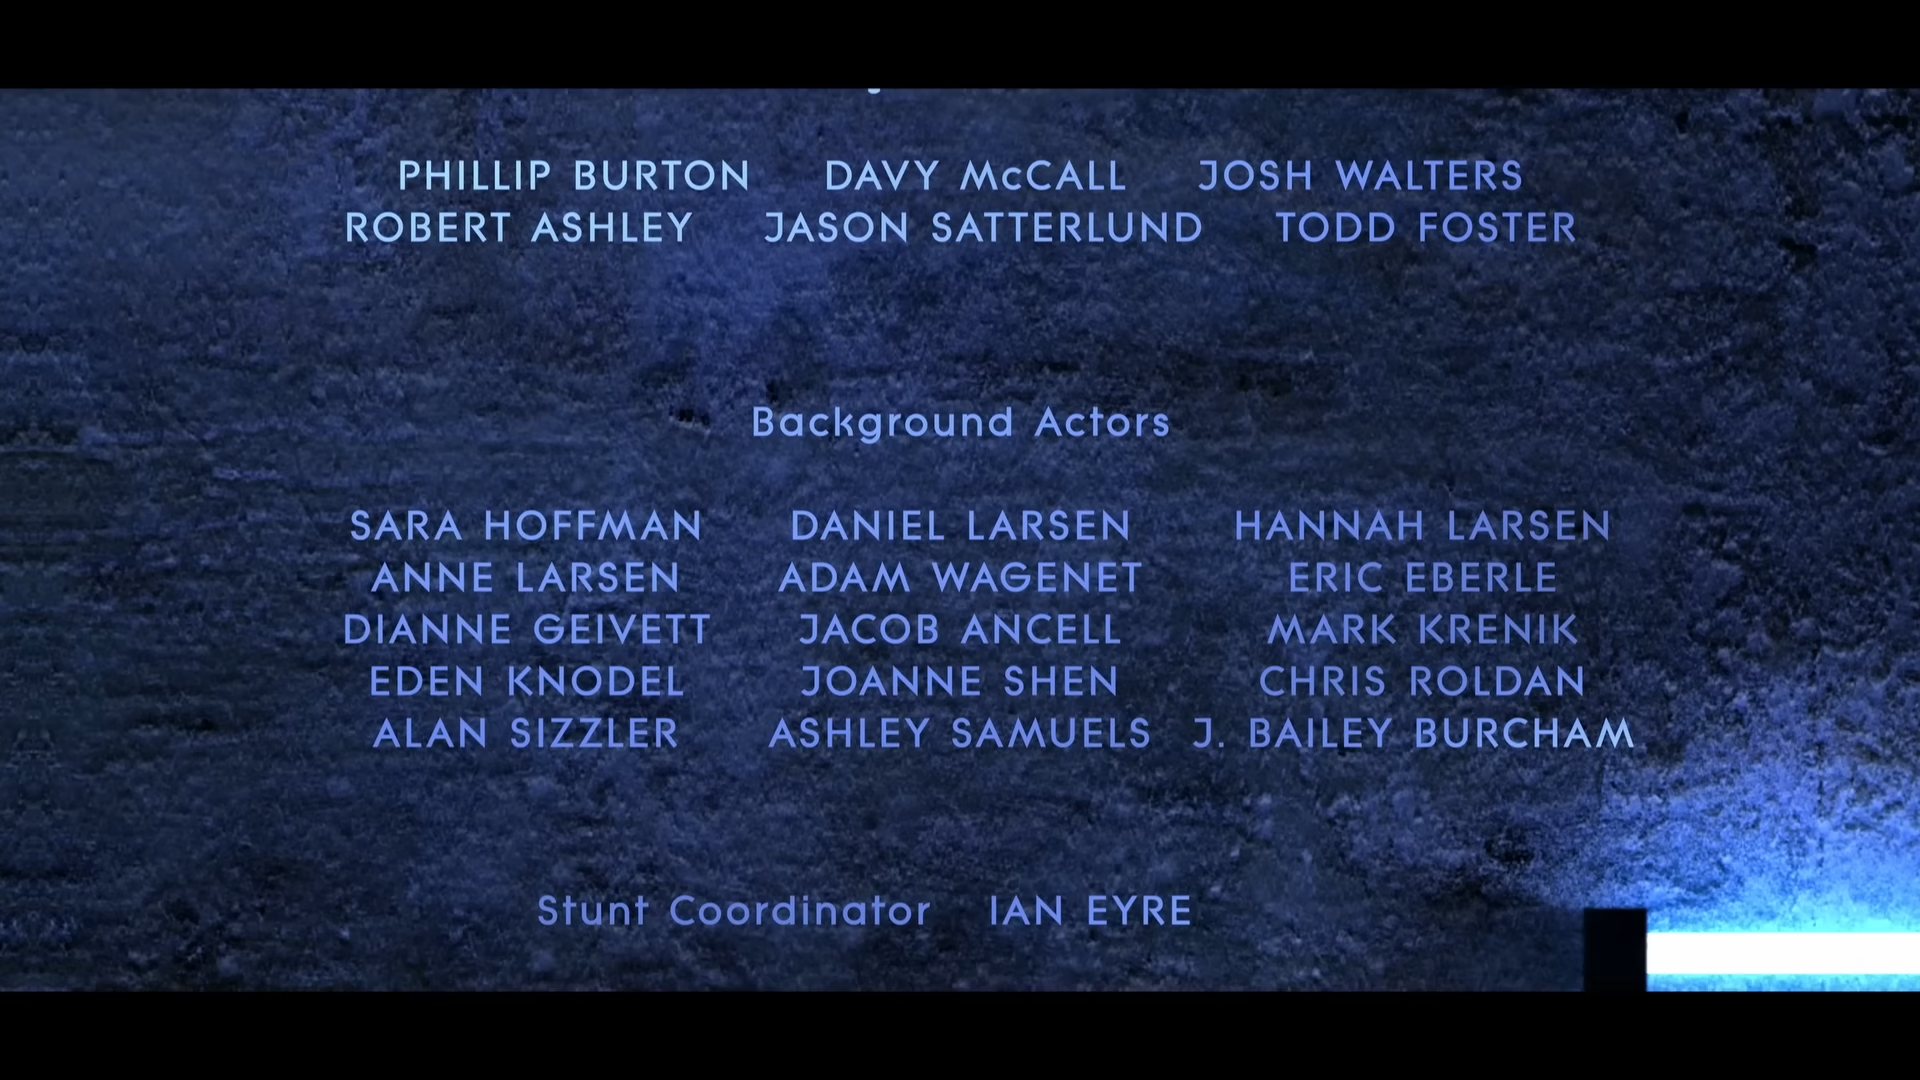 PHILLIP BURTON DAVY McCALL JOSH WALTERS
ROBERT ASHLEY JASON SATTERLUND TODD FOSTER
Background Actors
SARA HOFFMAN DANIEL LARSEN HANNAH LARSEN
ANNE LARSEN ADAM WAGENET ERIC EBERLE
DIANNE GEIVETT JACOB ANCELL MARK KRENIK
EDEN KNODEL JOANNE SHEN CHRIS ROLDAN
ALAN SIZZLER ASHLEY SAMUELS J. BAILEY BURCHAM
Stunt Coordinator IAN EYRE